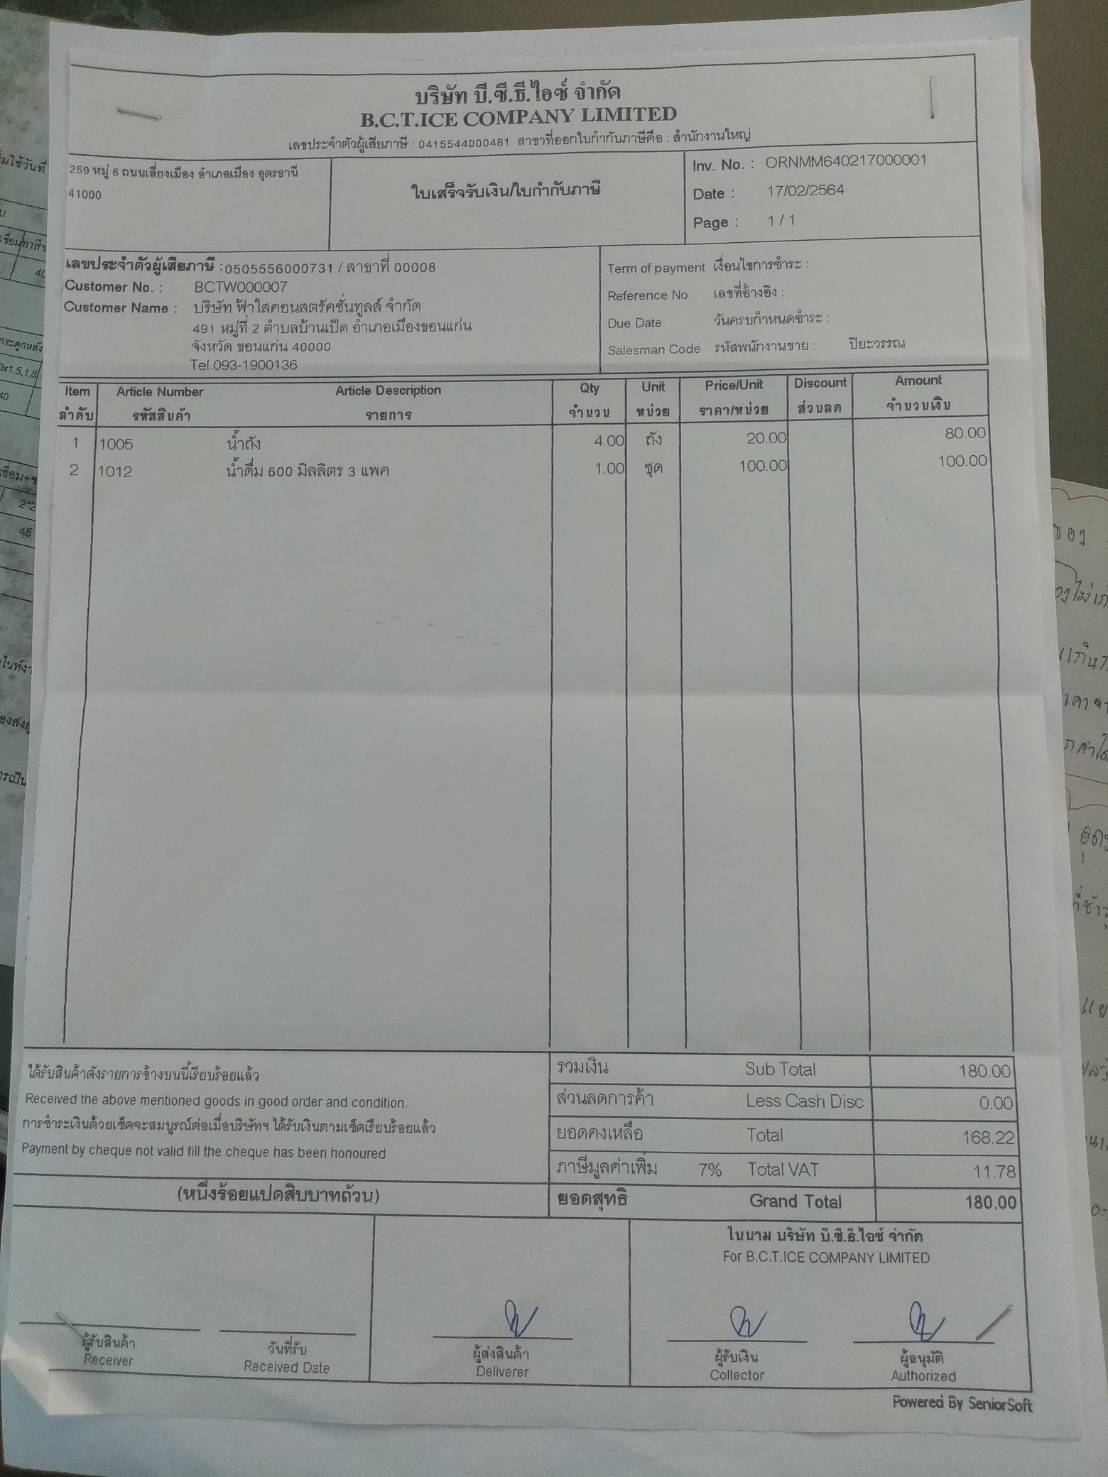 บริษัท บี.ซี.ธี.ไอซ์ จำกัด
B.C.T.ICE COMPANY LIMITED
เลขประจำตัวผู้เสียภาษี : 0415544000481 สาขาที่ออกใบกำกับภาษีคือ : สำนักงานใหญ่
259 หมู่ 6 ถนนเลี่ยงเมือง อำเภอเมือง อุดรธานี
41000
ใบเสร็จรับเงิน/ใบกำกับภาษี
Inv. No. : ORNMM640217000001
Date : 17/02/2564
Page : 1 / 1
เลขประจำตัวผู้เสียภาษี : 0505556000731 / สาขาที่ 00008
Customer No. : BCTW000007
Customer Name : บริษัท ฟ้าใสคอนสตรัคชั่นทูลส์ จำกัด
491 หมู่ที่ 2 ตำบลบ้านเป็ด อำเภอเมืองขอนแก่น
จังหวัด ขอนแก่น 40000
Tel.093-1900136
Term of payment เงื่อนไขการชำระ :
Reference No. เลขที่อ้างอิง :
Due Date วันครบกำหนดชำระ :
Salesman Code รหัสพนักงานขาย : ปิยะวรรณ
Item Article Number Article Description Qty Unit Price/Unit Discount Amount
ลำดับ รหัสสินค้า รายการ จำนวน หน่วย ราคา/หน่วย ส่วนลด จำนวนเงิน
1 1005 น้ำถัง 4.00 ถัง 20.00 80.00
2 1012 น้ำดื่ม 600 มิลลิตร 3 แพค 1.00 ชุด 100.00 100.00
ได้รับสินค้าดังรายการข้างบนนี้เรียบร้อยแล้ว
Received the above mentioned goods in good order and condition.
การชำระเงินด้วยเช็คจะสมบูรณ์ต่อเมื่อบริษัทฯ ได้รับเงินตามเช็คเรียบร้อยแล้ว
Payment by cheque not valid till the cheque has been honoured
(หนึ่งร้อยแปดสิบบาทถ้วน)
รวมเงิน Sub Total 180.00
ส่วนลดการค้า Less Cash Disc 0.00
ยอดคงเหลือ Total 168.22
ภาษีมูลค่าเพิ่ม 7% Total VAT 11.78
ยอดสุทธิ Grand Total 180.00
ในนาม บริษัท บี.ซี.ธี.ไอซ์ จำกัด
For B.C.T.ICE COMPANY LIMITED
ผู้รับสินค้า วันที่รับ ผู้ส่งสินค้า ผู้รับเงิน ผู้อนุมัติ
Receiver Received Date Deliverer Collector Authorized
Powered By SeniorSoft